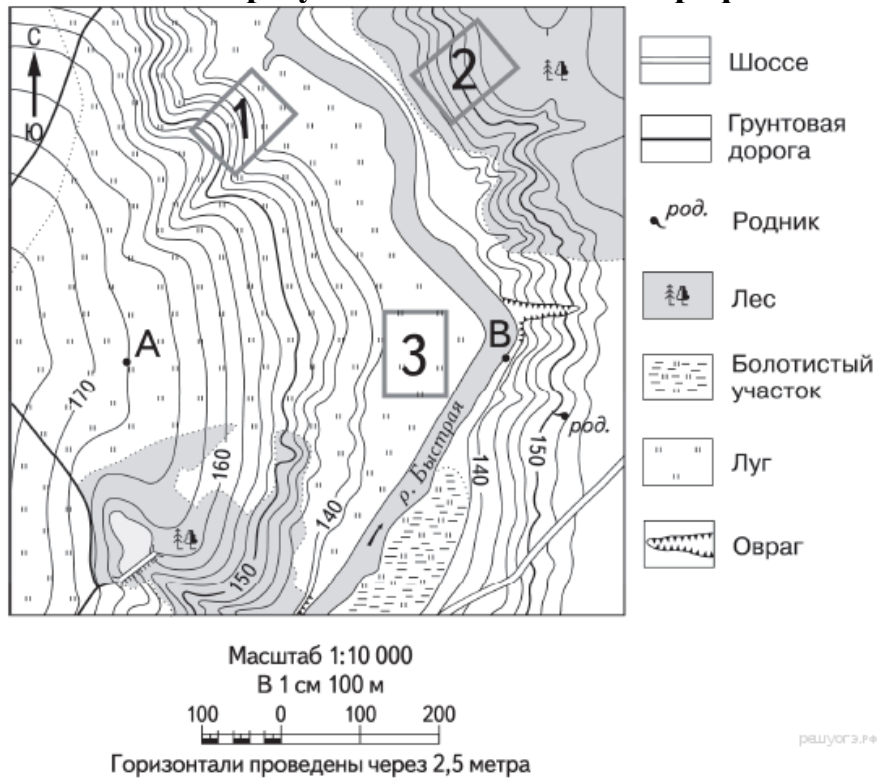 С
Ю
1
2
3
А
В
170
160
150
140
140
150
род.
р. Быстрая
Шоссе
Грунтовая
дорога
род.
Родник
Лес
Болотистый
участок
Луг
Овраг
Масштаб 1:10 000
В 1 см 100 м
100 0 100 200
Горизонтали проведены через 2,5 метра
решуогэ.рф